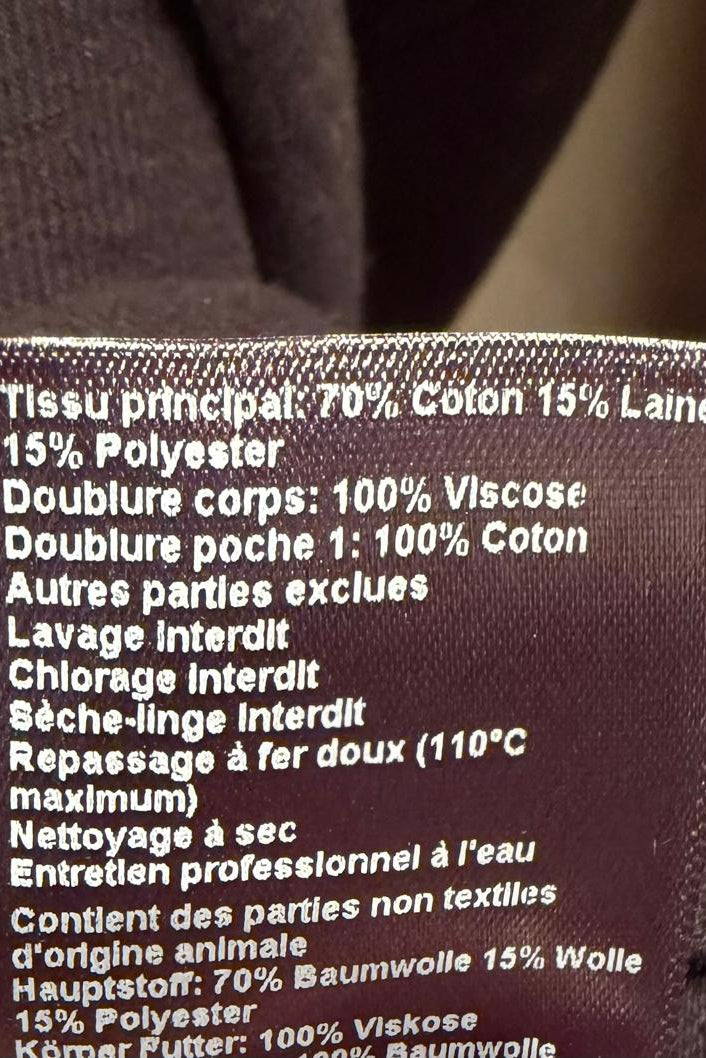 Tissu principal: 70% Coton 15% Laine
15% Polyester
Doublure corps: 100% Viscose
Doublure poche 1: 100% Coton
Autres parties exclues
Lavage interdit
Chlorage interdit
Sèche-linge interdit
Repassage à fer doux (110°C
maximum)
Nettoyage à sec
Entretien professionnel à l'eau
Contient des parties non textiles
d'origine animale
Hauptstoff: 70% Baumwolle 15% Wolle
15% Polyester
Körper Futter: 100% Viskose
100% Baumwolle